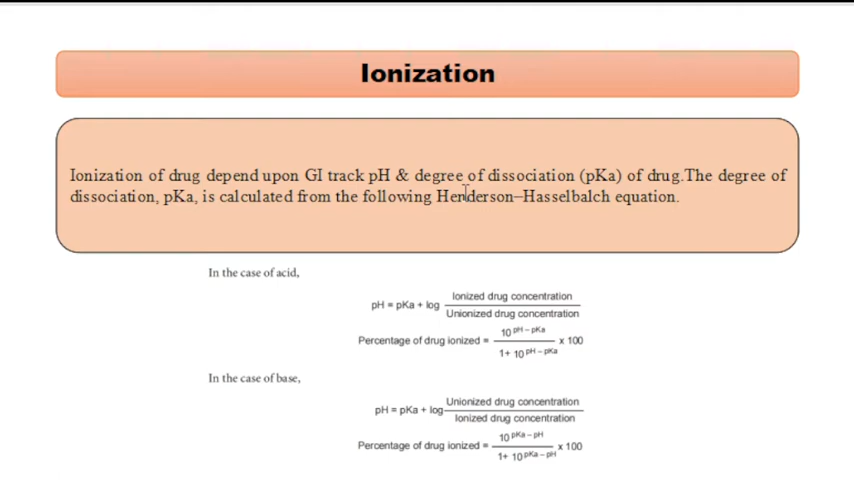 Ionization
Ionization of drug depend upon GI track pH & degree of dissociation (pKa) of drug.The degree of
dissociation, pKa, is calculated from the following Henderson–Hasselbalch equation.
In the case of acid,
pH = pKa + log Ionized drug concentration / Unionized drug concentration
Percentage of drug ionized = 10^pH – pKa / 1+ 10^pH – pKa x 100
In the case of base,
pH = pKa + log Unionized drug concentration / Ionized drug concentration
Percentage of drug ionized = 10^pKa – pH / 1+ 10^pKa – pH x 100